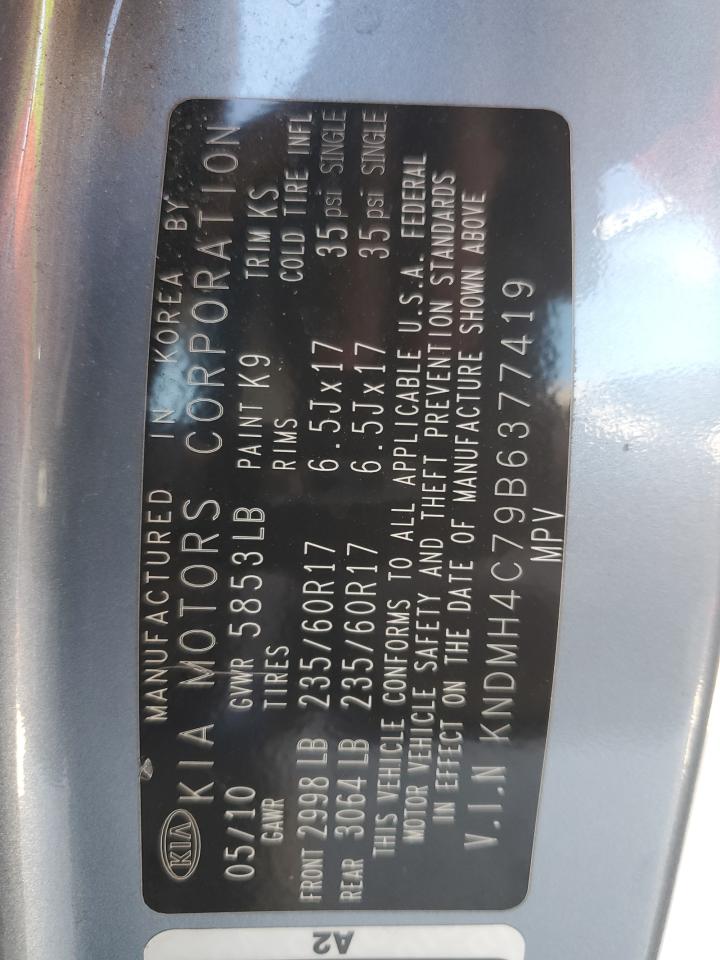 MANUFACTURED IN KOREA BY
KIA KIA MOTORS CORPORATION
05/10 GVWR 5853LB PAINT K9 TRIM KS
GAWR TIRES RIMS COLD TIRE INFL
FRONT 2998 LB 235/60R17 6.5Jx17 35 psi SINGLE
REAR 3064 LB 235/60R17 6.5Jx17 35 psi SINGLE
THIS VEHICLE CONFORMS TO ALL APPLICABLE U.S.A. FEDERAL
MOTOR VEHICLE SAFETY AND THEFT PREVENTION STANDARDS
IN EFFECT ON THE DATE OF MANUFACTURE SHOWN ABOVE
V.I.N KNDMH4C79B6377419
MPV
A2